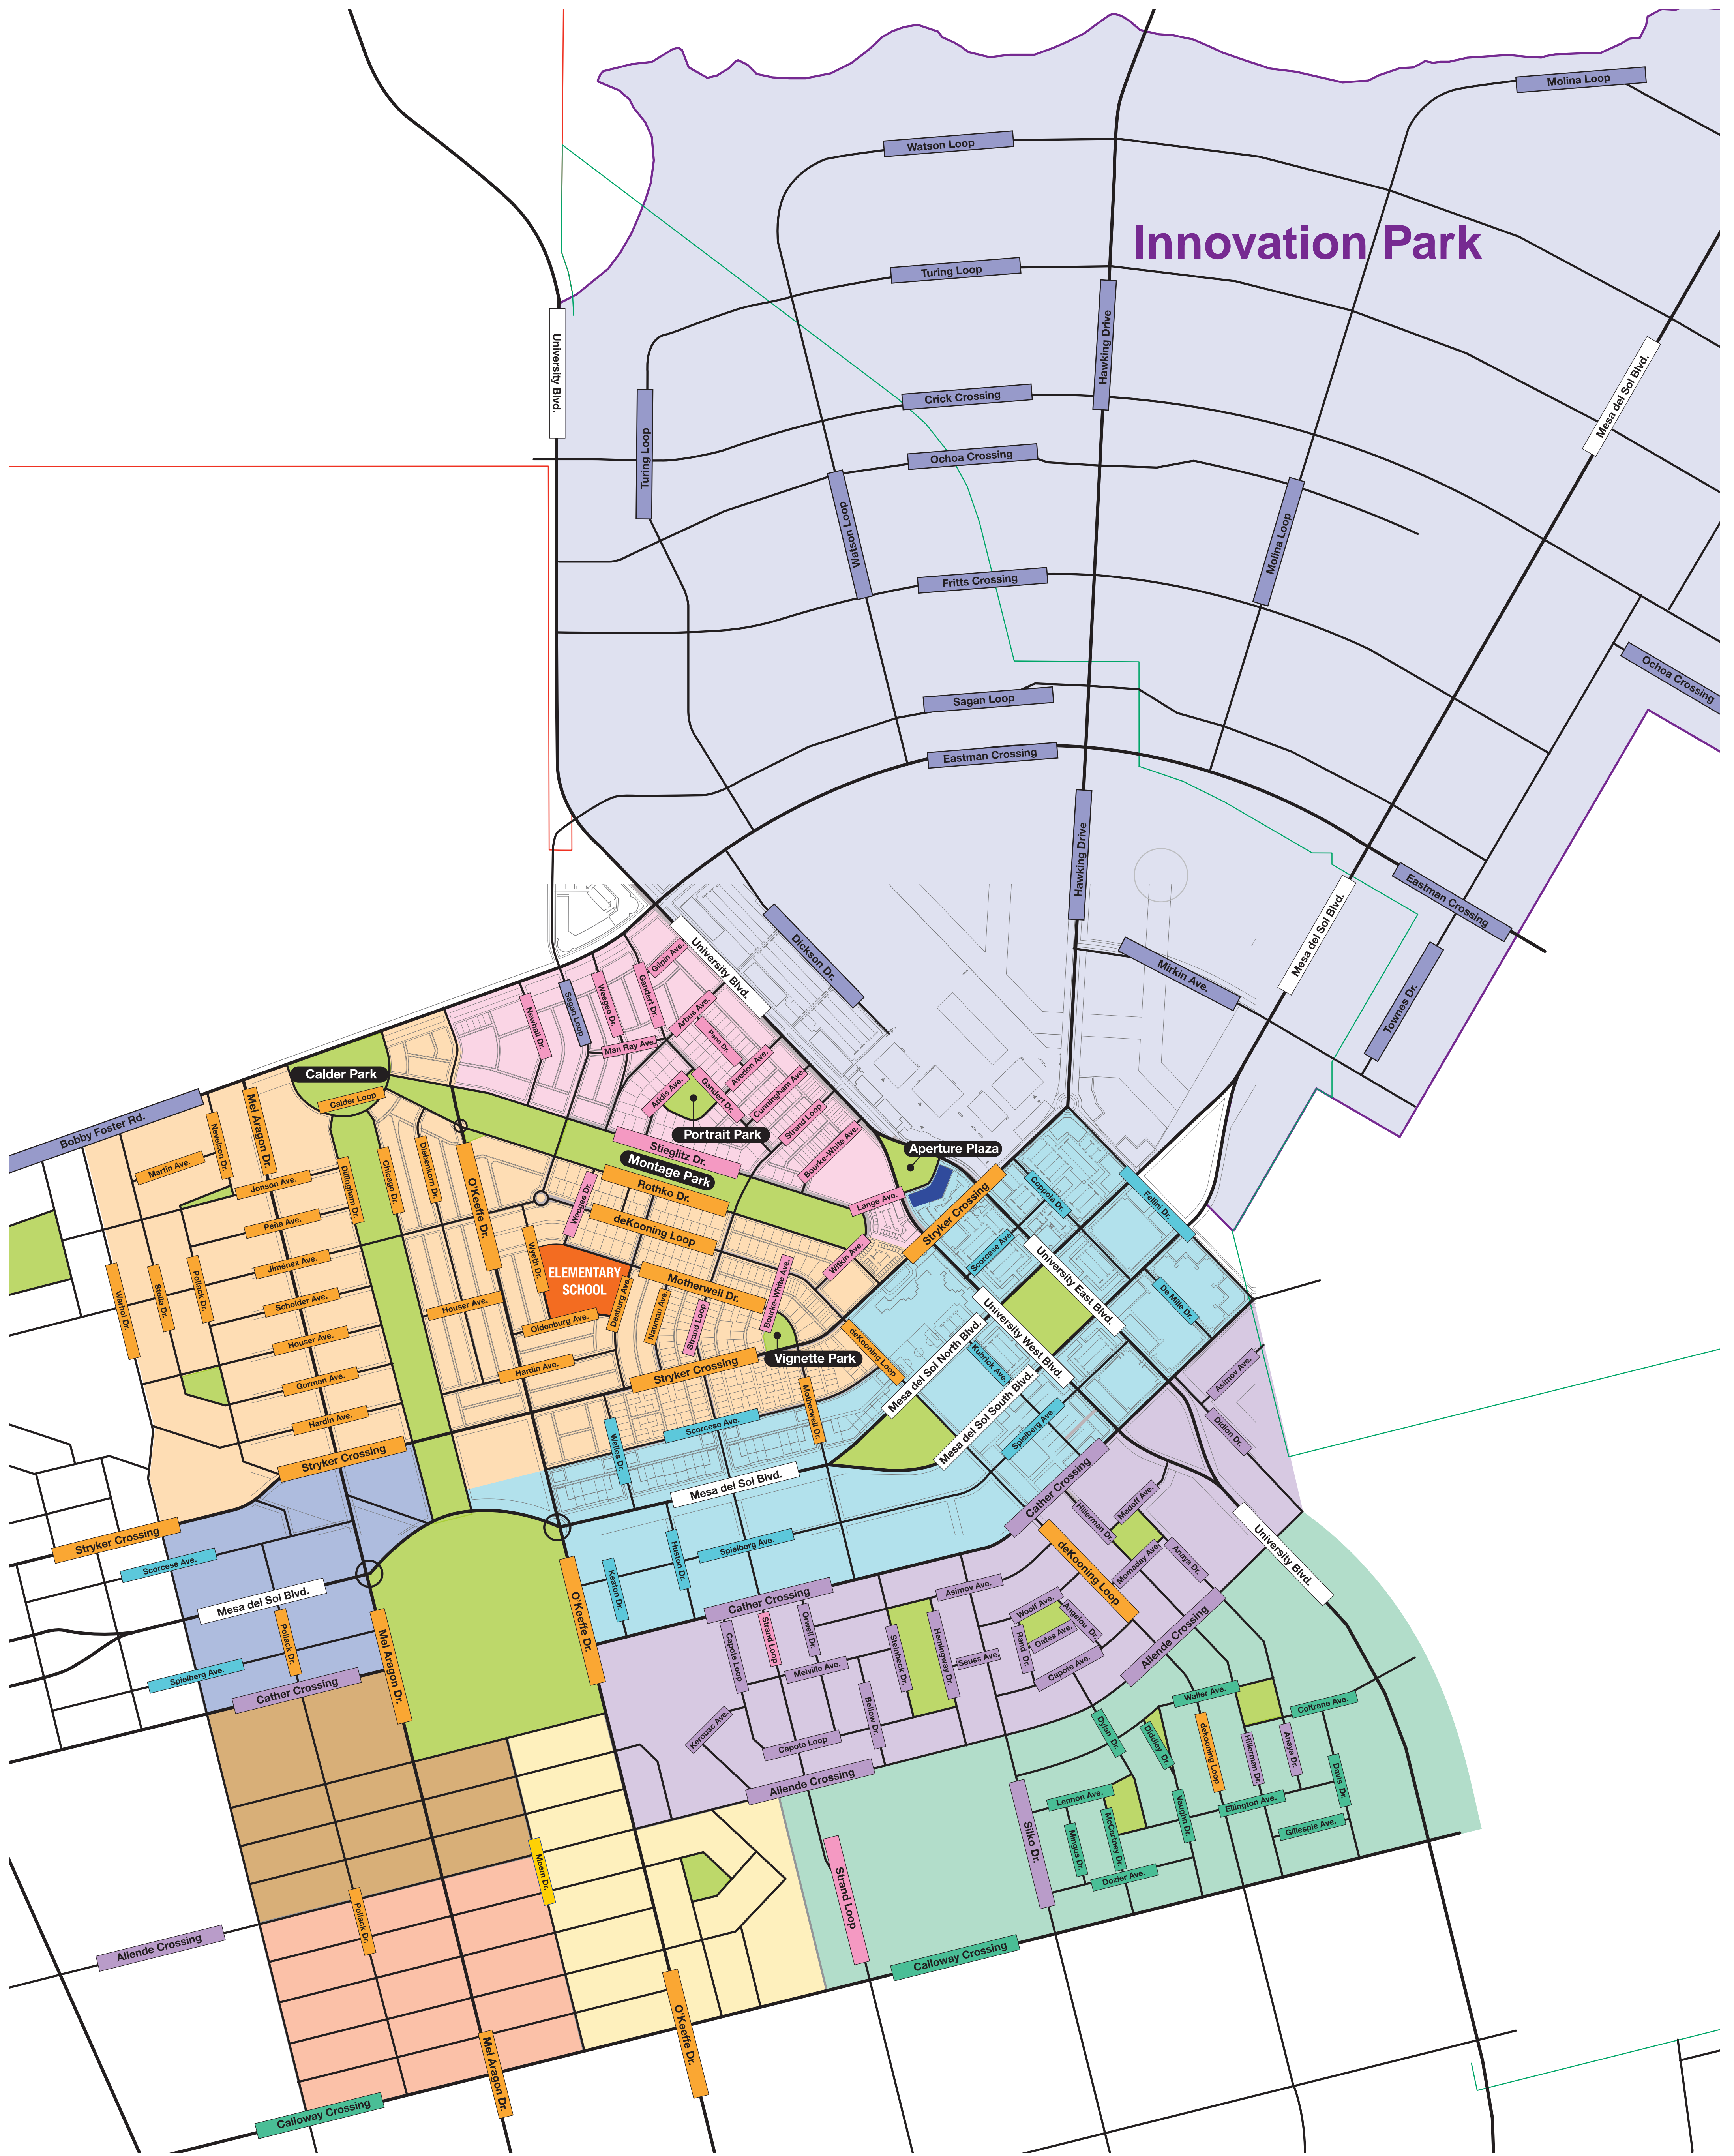 Molina Loop
Watson Loop
Innovation Park
Turing Loop
Hawking Drive
University Blvd.
Mesa del Sol Blvd.
Crick Crossing
Turing Loop
Ochoa Crossing
Watson Loop
Molina Loop
Fritts Crossing
Ochoa Crossing
Sagan Loop
Eastman Crossing
Hawking Drive
Eastman Crossing
Mesa del Sol Blvd.
Dickson Dr.
University Blvd.
Gilpin Ave.
Mirkin Ave.
Townes Dr.
Gandert Dr.
Weegee Dr.
Sagan Loop
Newhall Dr.
Arbus Ave.
Man Ray Ave.
Penn Dr.
Avedon Ave.
Calder Park
Addis Ave.
Gandert Dr.
Cunningham Ave.
Calder Loop
Strand Loop
Bobby Foster Rd.
Nevelson Dr.
Mel Aragon Dr.
Portrait Park
Bourke-White Ave.
Stieglitz Dr.
Aperture Plaza
Martin Ave.
Jonson Ave.
Dillingham Dr.
Chicago Dr.
Diebenkorn Dr.
O'Keeffe Dr.
Montage Park
Rothko Dr.
Weegee Dr.
Lange Ave.
Stryker Crossing
Coppola Dr.
Fellini Dr.
Peña Ave.
deKooning Loop
Scorcese Ave.
Jiménez Ave.
Wyeth Dr.
ELEMENTARY
SCHOOL
Motherwell Dr.
Witkin Ave.
University East Blvd.
Warhol Dr.
Stella Dr.
Pollack Dr.
Scholder Ave.
Houser Ave.
Oldenburg Ave.
Dasburg Ave.
Nauman Ave.
Strand Loop
Bourke-White Ave.
De Mille Dr.
Houser Ave.
University West Blvd.
Mesa del Sol North Blvd.
deKooning Loop
Vignette Park
Hardin Ave.
Stryker Crossing
Kubrick Ave.
Gorman Ave.
Motherwell Dr.
Mesa del Sol South Blvd.
Asimov Ave.
Hardin Ave.
Scorcese Ave.
Spielberg Ave.
Didion Dr.
Stryker Crossing
Welles Dr.
Mesa del Sol Blvd.
Cather Crossing
Medoff Ave.
Hillerman Dr.
Stryker Crossing
Scorcese Ave.
Huston Dr.
Spielberg Ave.
deKooning Loop
Momaday Ave.
Anaya Dr.
University Blvd.
Mesa del Sol Blvd.
Keaton Dr.
O'Keeffe Dr.
Cather Crossing
Asimov Ave.
Woolf Ave.
Angelou Dr.
Pollack Dr.
Mel Aragon Dr.
Capote Loop
Strand Loop
Orwell Dr.
Steinbeck Dr.
Hemingway Dr.
Rand Dr.
Oates Ave.
Allende Crossing
Spielberg Ave.
Cather Crossing
Melville Ave.
Seuss Ave.
Capote Ave.
Kerouac Ave.
Bellow Dr.
Capote Loop
Waller Ave.
Coltrane Ave.
Dylan Dr.
Diddley Dr.
dekooning Loop
Hillerman Dr.
Anaya Dr.
Davis Dr.
Allende Crossing
Lennon Ave.
Ellington Ave.
Vaughn Dr.
Gillespie Ave.
Silko Dr.
Mingus Dr.
McCartney Dr.
Dozier Ave.
Meem Dr.
Strand Loop
Pollack Dr.
Allende Crossing
Calloway Crossing
O'Keeffe Dr.
Mel Aragon Dr.
Calloway Crossing